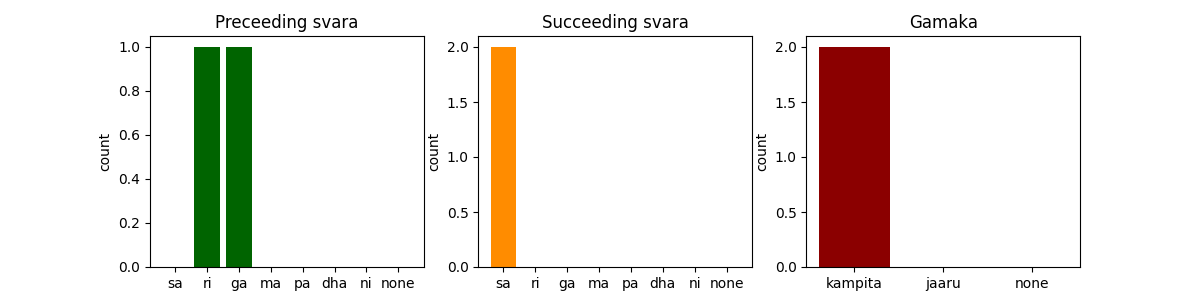 Preceeding svara
count
1.0
0.8
0.6
0.4
0.2
0.0
sa ri ga ma pa dha ni none
Succeeding svara
count
2.0
1.5
1.0
0.5
0.0
sa ri ga ma pa dha ni none
Gamaka
count
2.0
1.5
1.0
0.5
0.0
kampita jaaru none